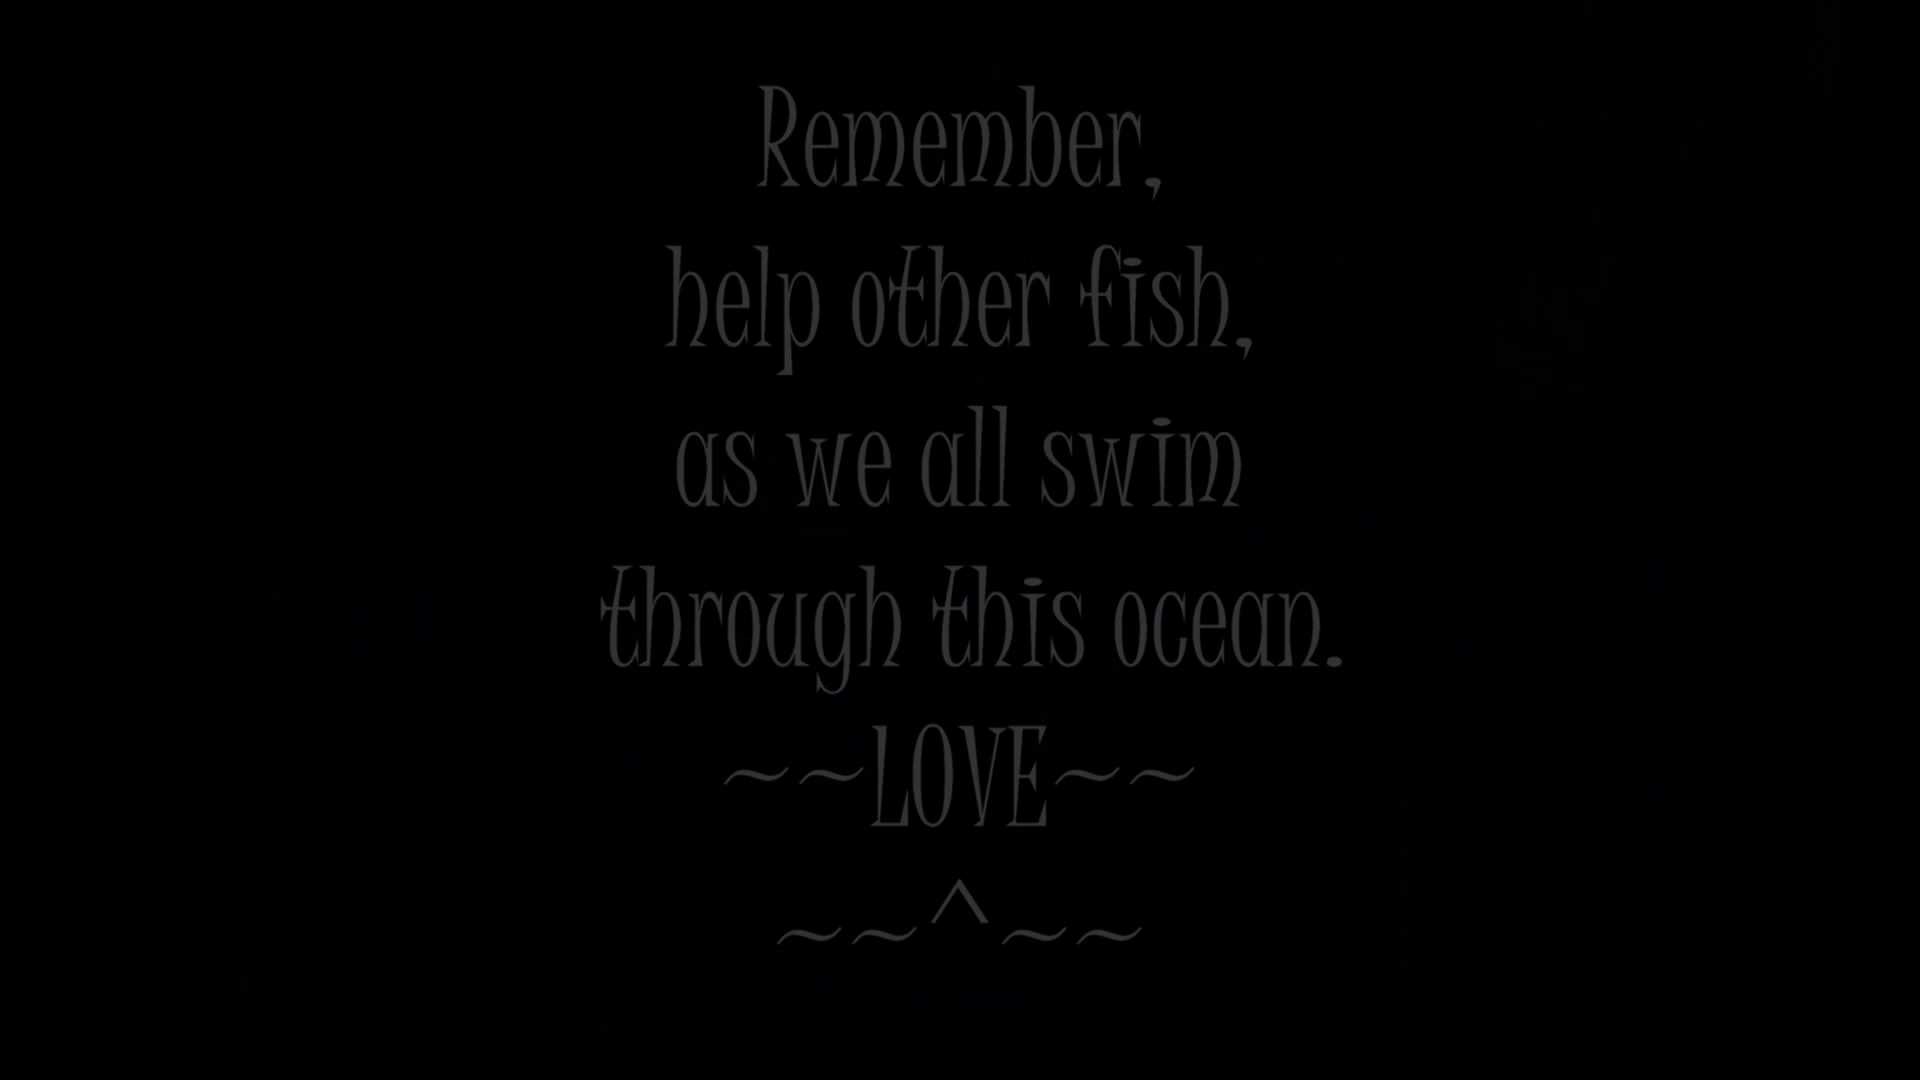 Remember,
help other fish,
as we all swim
through this ocean.
~~LOVE~~
~~^~~